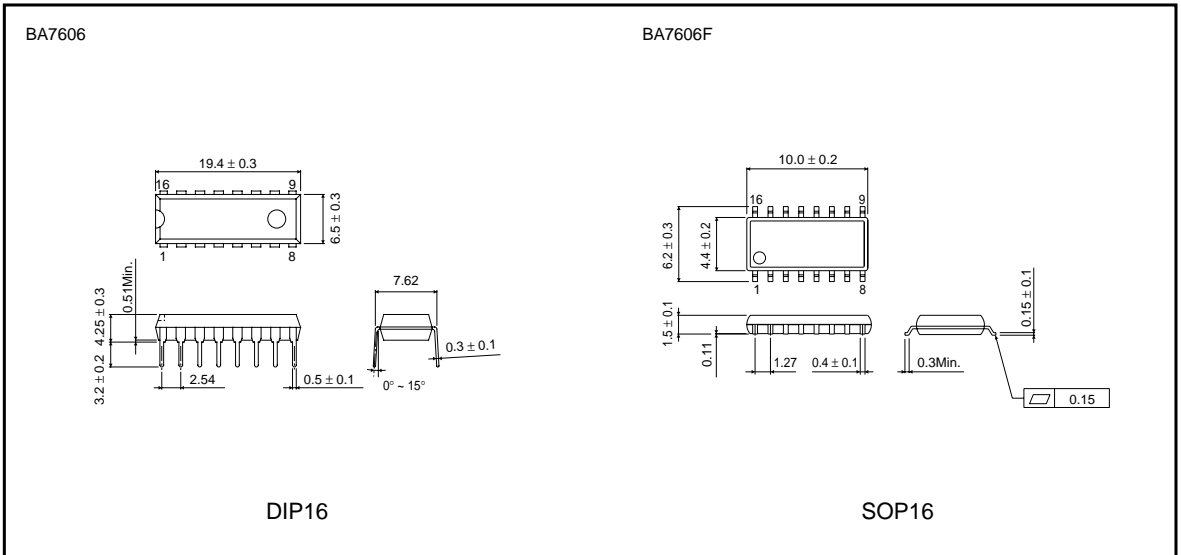 BA7606
BA7606F
19.4 ± 0.3
16
9
6.5 ± 0.3
1
8
0.51Min.
4.25 ± 0.3
3.2 ± 0.2
2.54
0.5 ± 0.1
7.62
0.3 ± 0.1
0° ~ 15°
DIP16
10.0 ± 0.2
16
9
6.2 ± 0.3
4.4 ± 0.2
1
8
1.5 ± 0.1
0.11
1.27
0.4 ± 0.1
0.3Min.
0.15 ± 0.1
0.15
SOP16